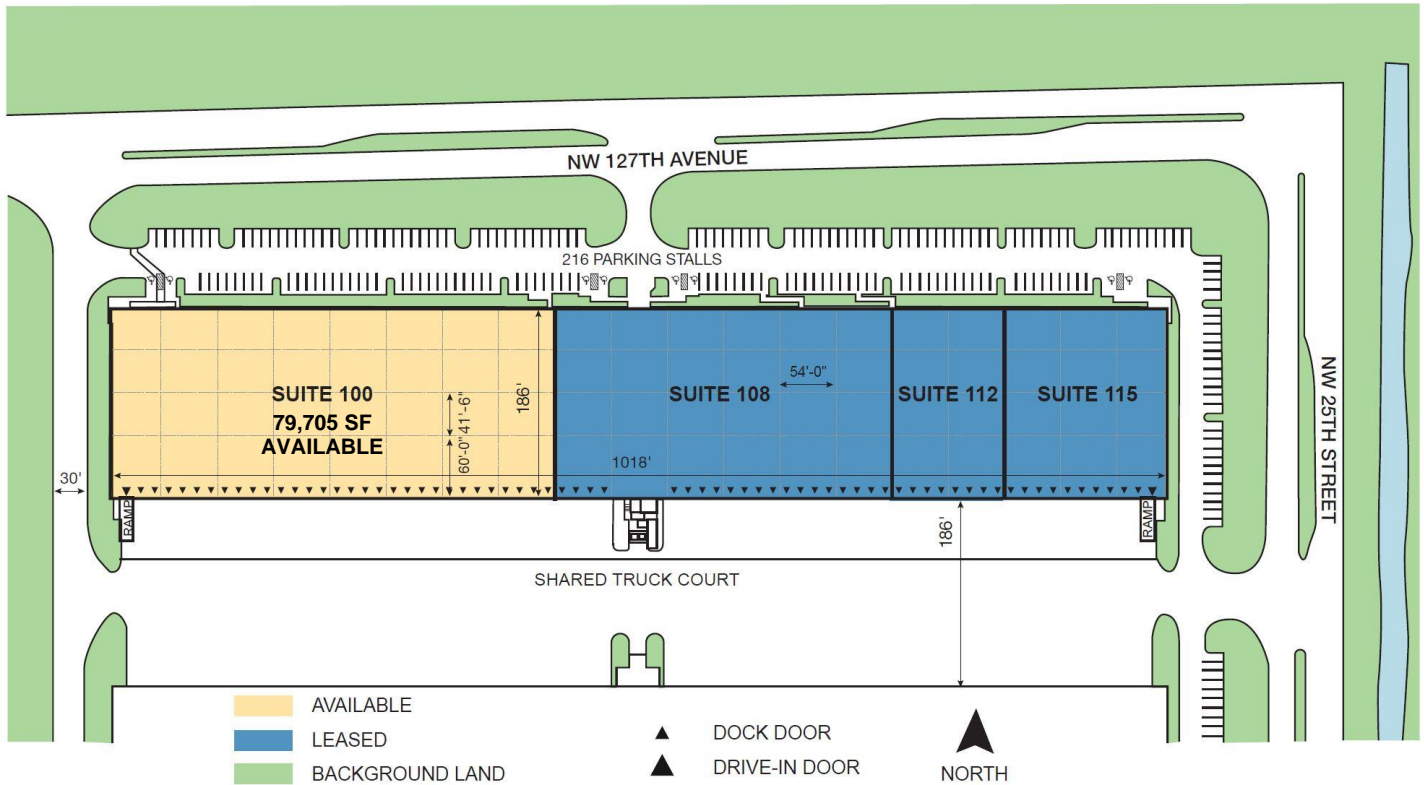 NW 127TH AVENUE
216 PARKING STALLS
SUITE 100
79,705 SF
AVAILABLE
41'-6"
60'-0"
186'
SUITE 108
54'-0"
SUITE 112
SUITE 115
1018'
30'
RAMP
RAMP
186'
NW 25TH STREET
SHARED TRUCK COURT
AVAILABLE
LEASED
BACKGROUND LAND
DOCK DOOR
DRIVE-IN DOOR
NORTH